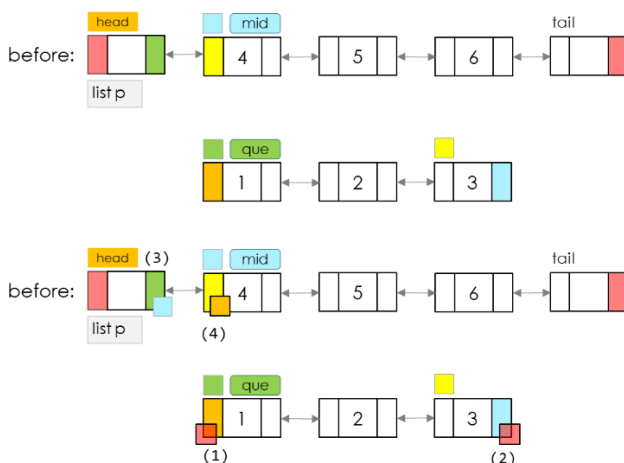 head mid tail
before: 4 5 6
list p
que
1 2 3
head (3) mid tail
before: 4 5 6
list p (4)
que
1 2 3
(1) (2)